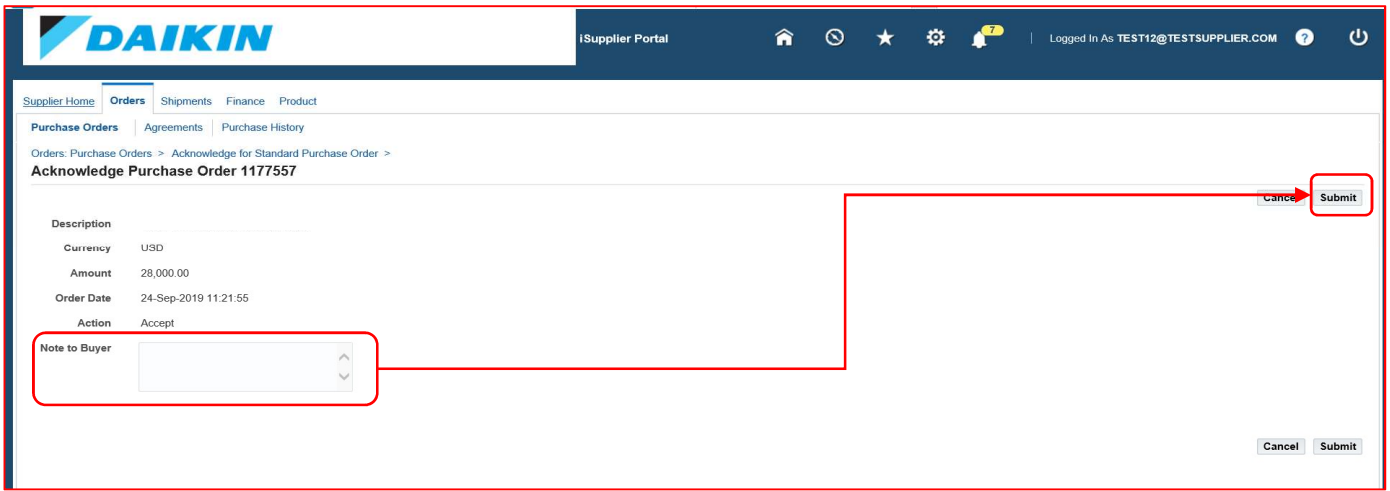 DAIKIN
iSupplier Portal
7
Logged In As TEST12@TESTSUPPLIER.COM
?
Supplier Home Orders Shipments Finance Product
Purchase Orders Agreements Purchase History
Orders: Purchase Orders > Acknowledge for Standard Purchase Order >
Acknowledge Purchase Order 1177557
Cancel Submit
Description
Currency USD
Amount 28,000.00
Order Date 24-Sep-2019 11:21:55
Action Accept
Note to Buyer
Cancel Submit